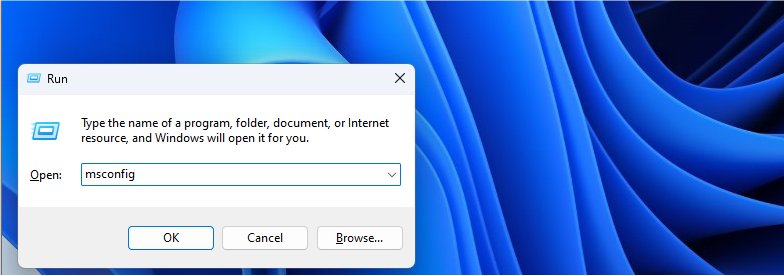 Run
Type the name of a program, folder, document, or Internet
resource, and Windows will open it for you.
Open: msconfig
OK Cancel Browse...